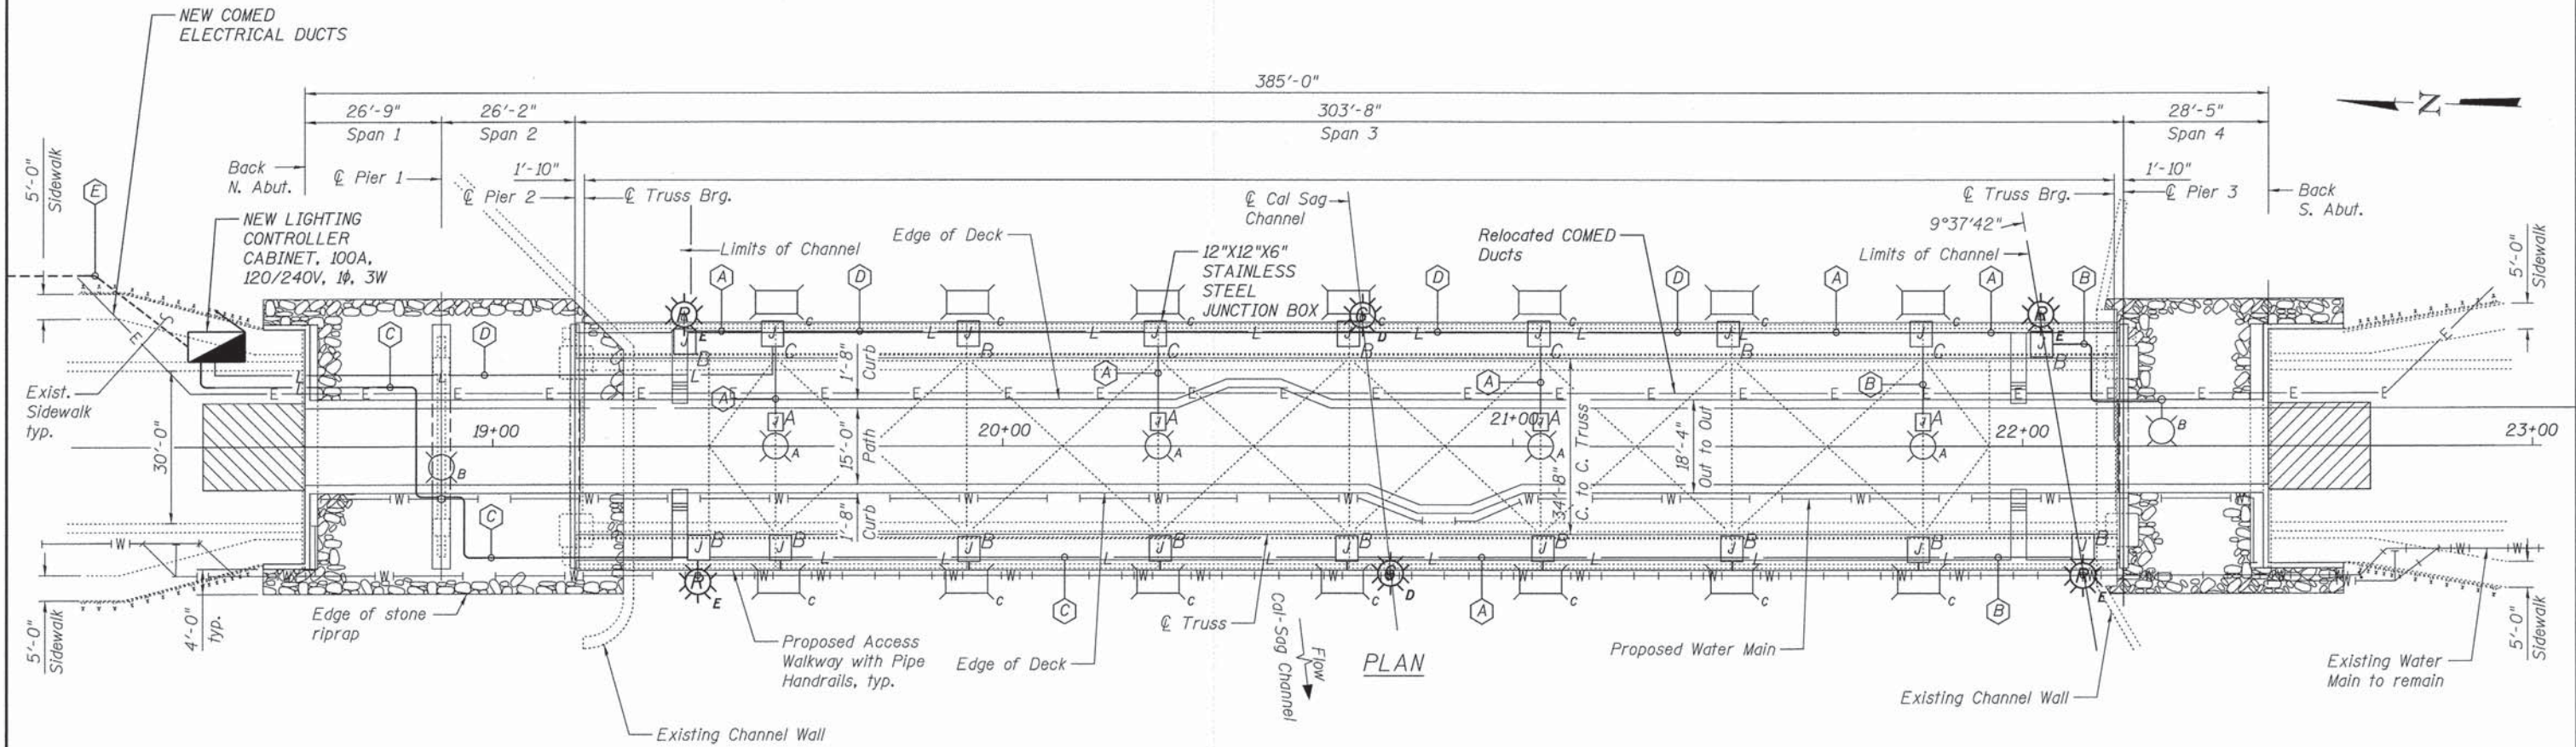 NEW COMED
ELECTRICAL DUCTS
385'-0"
26'-9"
Span 1
26'-2"
Span 2
303'-8"
Span 3
28'-5"
Span 4
N
5'-0"
Sidewalk
E
Back
N. Abut.
℄ Pier 1
1'-10"
℄ Pier 2
℄ Truss Brg.
℄ Cal Sag
Channel
℄ Truss Brg.
1'-10"
℄ Pier 3
Back
S. Abut.
9°37'42"
NEW LIGHTING
CONTROLLER
CABINET, 100A,
120/240V, 1ϕ, 3W
Limits of Channel
Edge of Deck
12"X12"X6"
STAINLESS
STEEL
JUNCTION BOX
Relocated COMED
Ducts
Limits of Channel
5'-0"
Sidewalk
A
D
D
D
A
A
B
R
G
R
C
D
J
E
L
1'-8"
Curb
Exist.
Sidewalk
typ.
30'-0"
A
A
A
B
19+00
20+00
21+00
22+00
23+00
15'-0"
Path
34'-8"
C. to C. Truss
18'-4"
Out to Out
1'-8"
Curb
W
C
J
B
R
E
5'-0"
Sidewalk
4'-0"
typ.
Edge of stone
riprap
Proposed Access
Walkway with Pipe
Handrails, typ.
Edge of Deck
C
℄ Truss
Cal-Sag Channel
Flow
PLAN
A
Proposed Water Main
B
Existing Channel Wall
Existing Water
Main to remain
5'-0"
Sidewalk
Existing Channel Wall